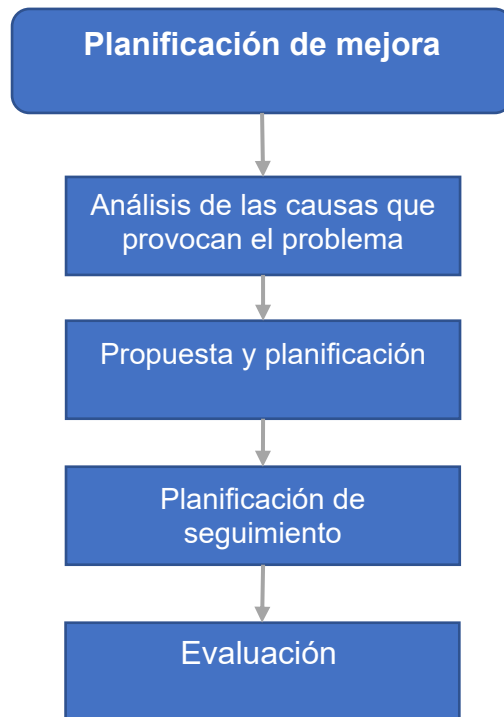 Planificación de mejora
Análisis de las causas que
provocan el problema
Propuesta y planificación
Planificación de
seguimiento
Evaluación